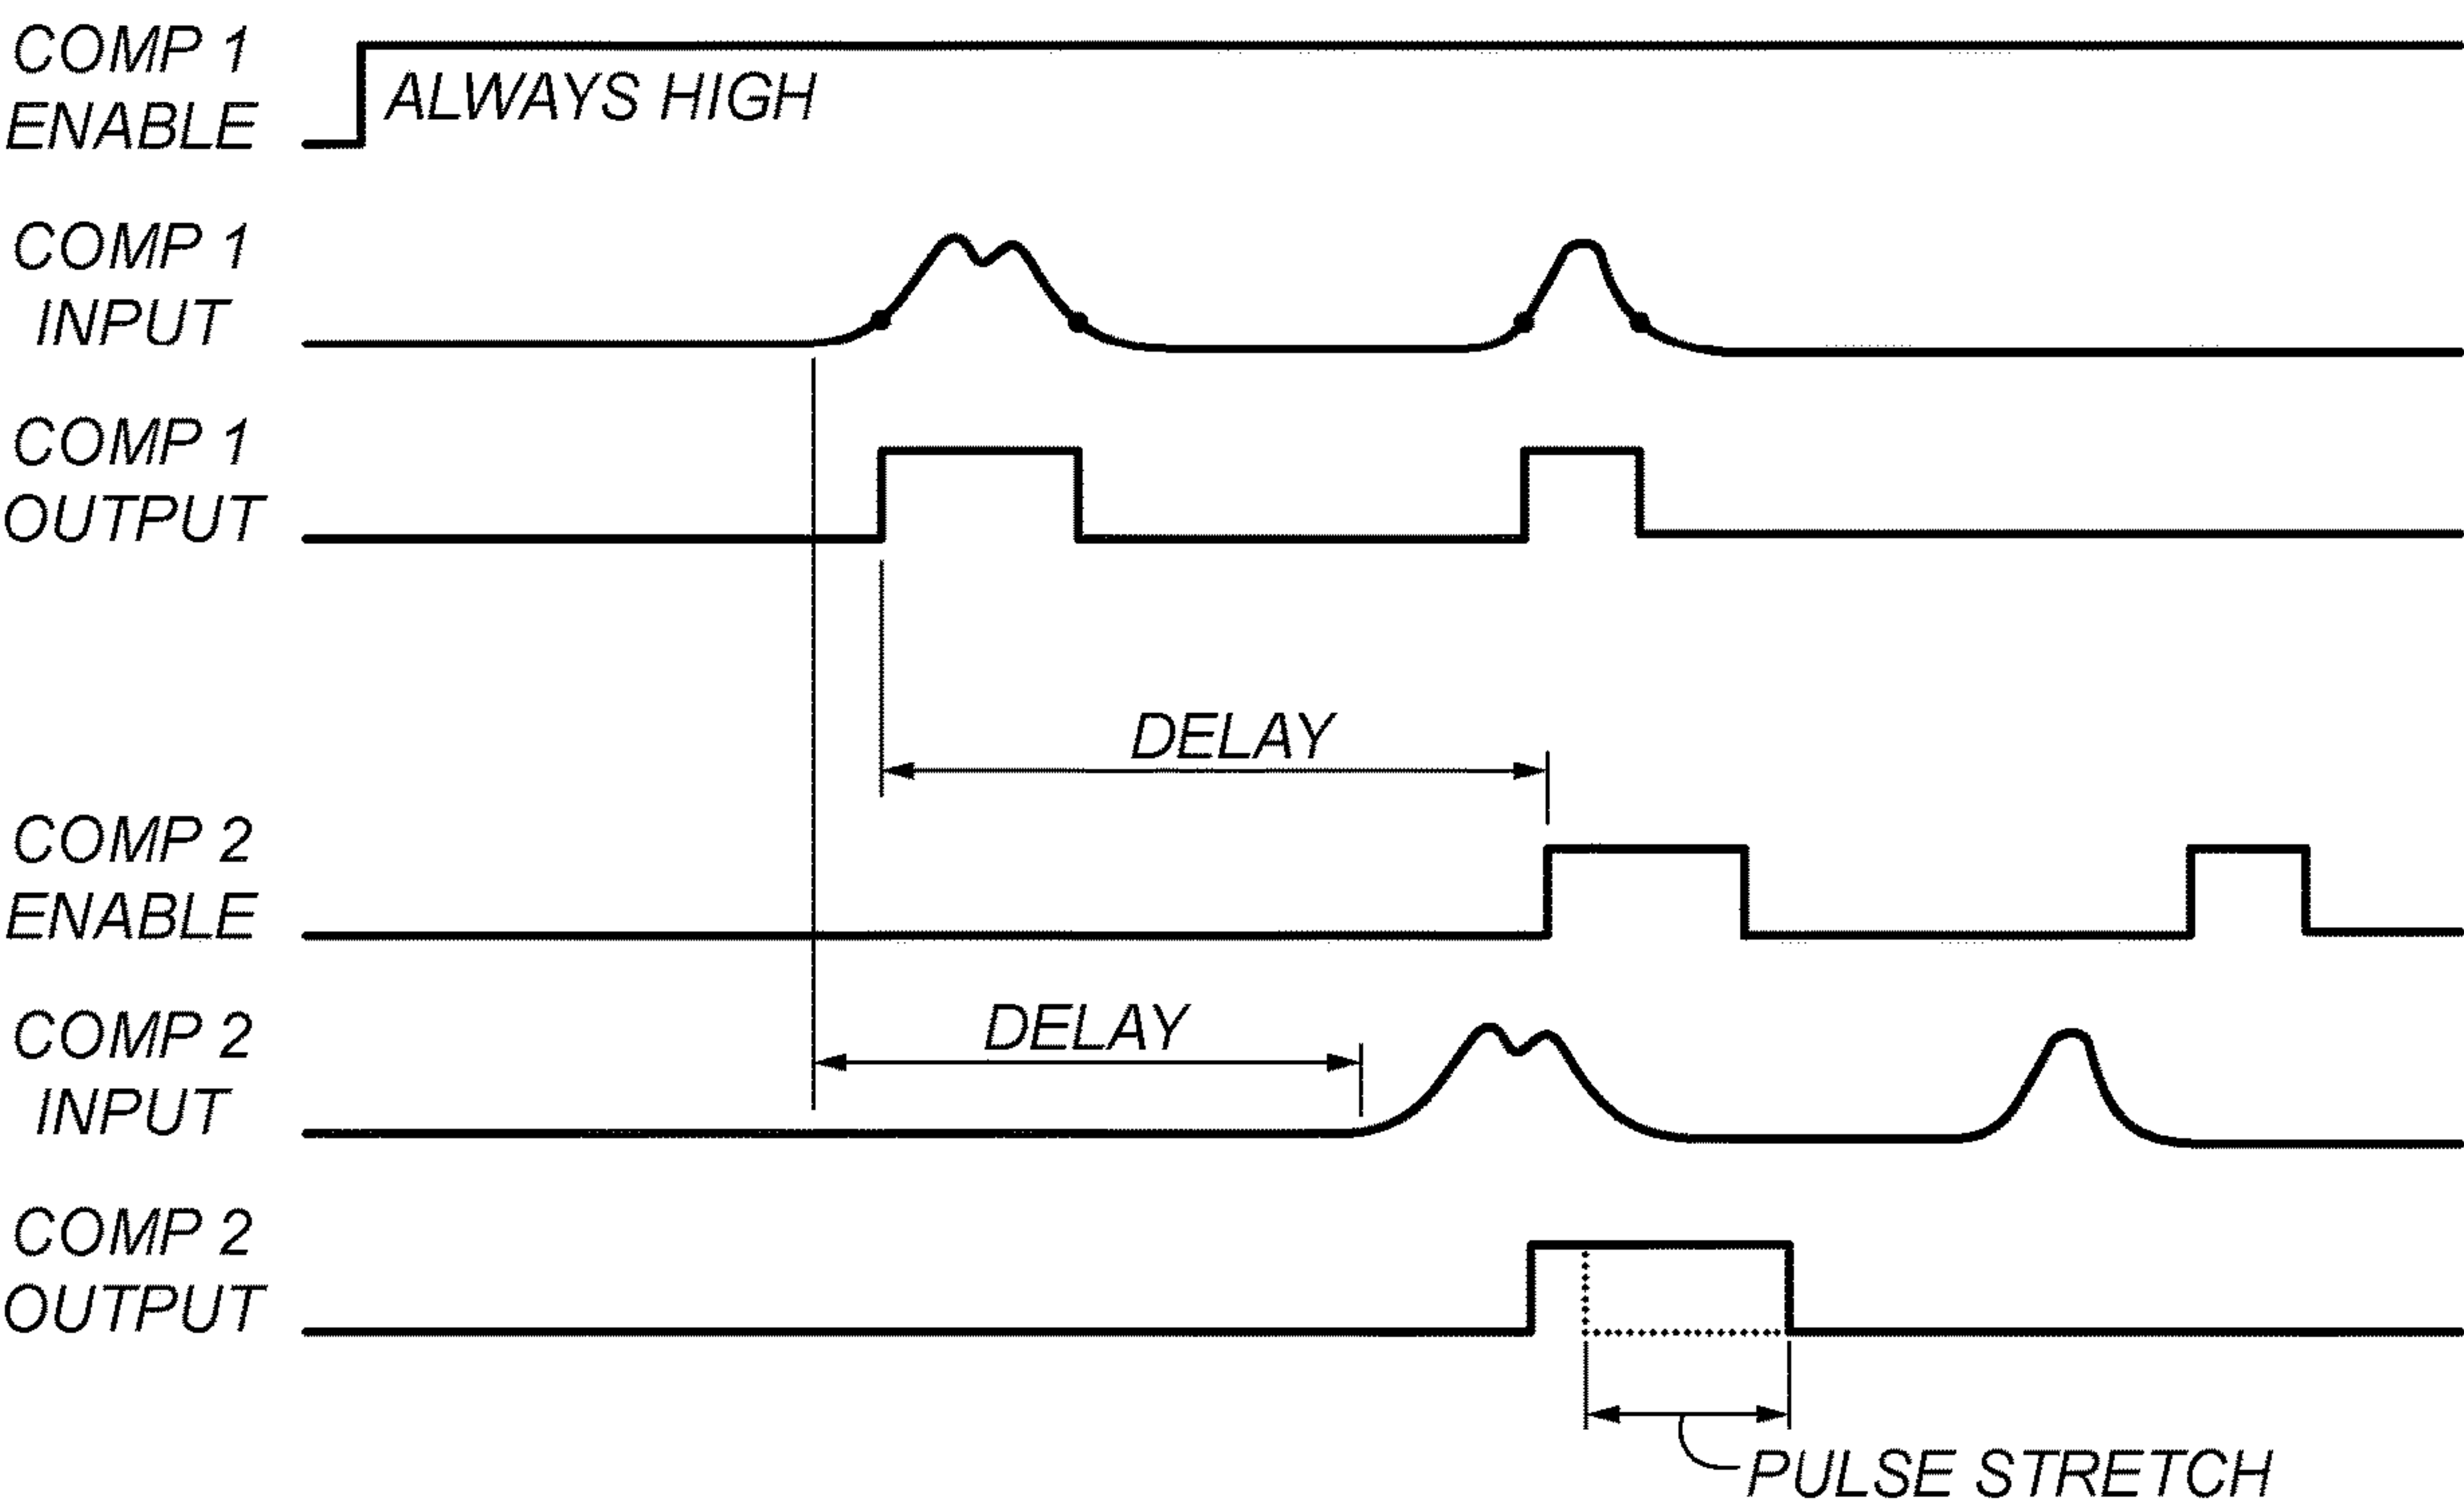 COMP 1
ENABLE
ALWAYS HIGH
COMP 1
INPUT
COMP 1
OUTPUT
DELAY
COMP 2
ENABLE
DELAY
COMP 2
INPUT
COMP 2
OUTPUT
PULSE STRETCH